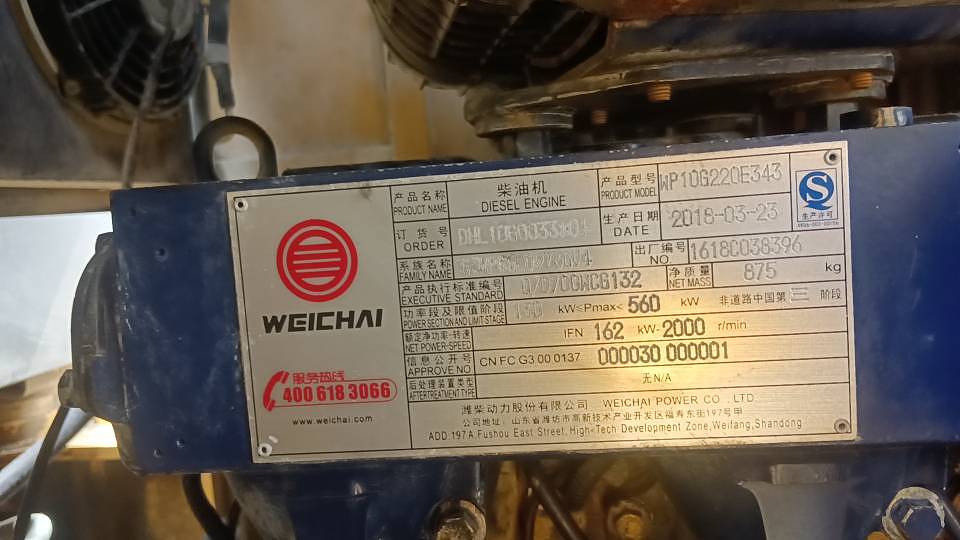 WEICHAI
服务热线
400 618 3066
www.weichai.com
产品名称 柴油机 产品型号 WP10G220E343
PRODUCT NAME DIESEL ENGINE PRODUCT MODEL
订货号 DHL10G0033*01 生产日期 2018-03-23
ORDER DATE
系族名称 出厂编号 1618C038396
FAMILY NAME NO
产品执行标准编号 净质量 875 kg
EXECUTIVE STANDARD NET MASS
功率段及限值阶段 130 kW≤Pmax≤ 560 kW 非道路中国第 三 阶段
POWER SECTION AND LIMIT STAGE
额定净功率-转速 IFN 162 kW- 2000 r/min
NET POWER-SPEED
信息公开号 CN FC G3 00 0137 000030 000001
APPROVE NO
后处理装置类型 无N/A
AFTERTREATMENT TYPE
潍柴动力股份有限公司 WEICHAI POWER CO .,LTD.
公司地址:山东省潍坊市高新技术产业开发区福寿东街197号甲
ADD.197A Fushou East Street, High-Tech Development Zone,Weifang,Shandong
生产许可